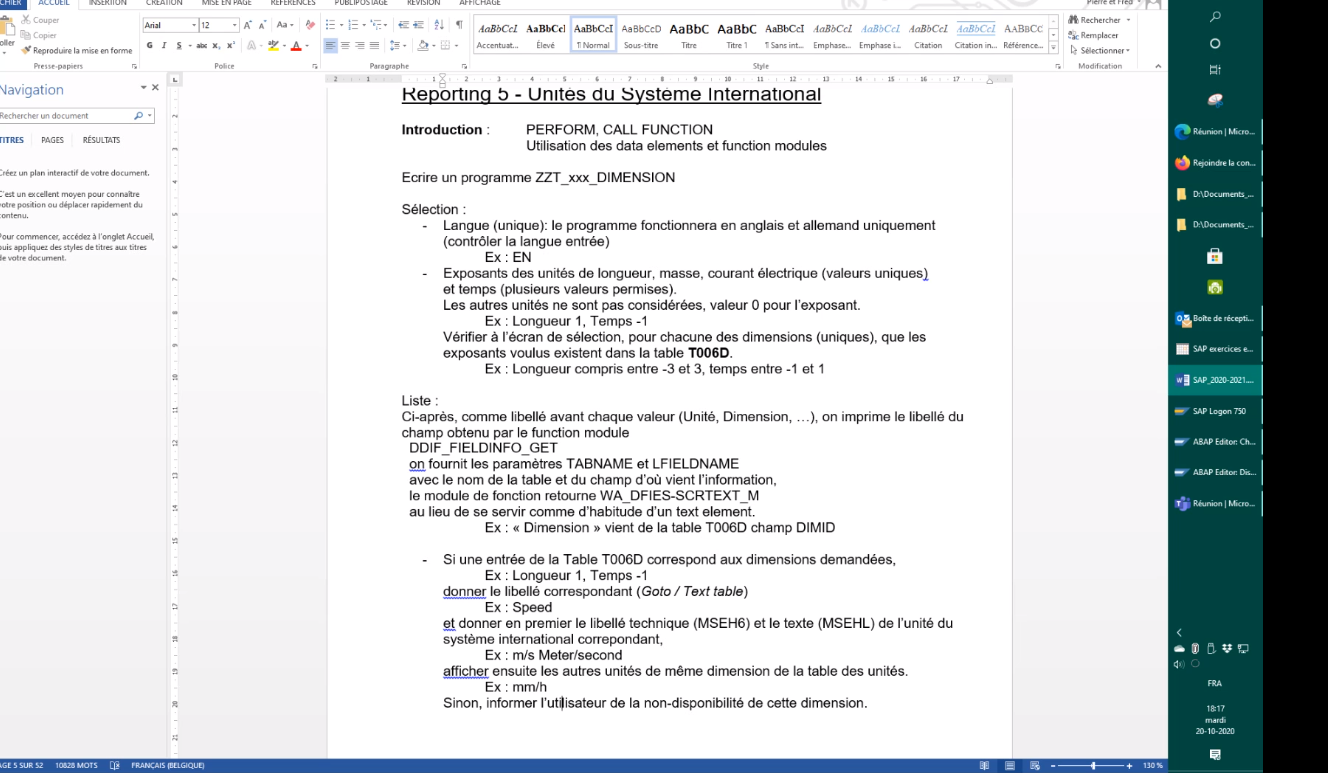 CHIER ACCUEIL INSERTION CRÉATION MISE EN PAGE RÉFÉRENCES PUBLIPOSTAGE RÉVISION AFFICHAGE Pierre et Fred
Couper
Copier
oller
Reproduire la mise en forme
Presse-papiers
Arial 12
G I S abc x₂ x²
Police
Paragraphe
AaBbCcI AaBbCcI AaBbCcI AaBbCcD AaBbC AaBbC AaBbCcI AaBbCcI AaBbCcI AaBbCcI AaBbCcI AABBCC
Accentuat... Élevé ¶ Normal Sous-titre Titre Titre 1 ¶ Sans int... Emphase... Emphase i... Citation Citation in... Référence...
Style
Rechercher
Remplacer
Sélectionner
Modification
Navigation
Rechercher un document
TITRES PAGES RÉSULTATS
Créez un plan interactif de votre document.
C'est un excellent moyen pour connaître
votre position ou déplacer rapidement du
contenu.
Pour commencer, accédez à l'onglet Accueil,
puis appliquez des styles de titres aux titres
de votre document.
Reporting 5 - Unités du Système International
Introduction : PERFORM, CALL FUNCTION
Utilisation des data elements et function modules
Ecrire un programme ZZT_xxx_DIMENSION
Sélection :
- Langue (unique): le programme fonctionnera en anglais et allemand uniquement
(contrôler la langue entrée)
Ex : EN
- Exposants des unités de longueur, masse, courant électrique (valeurs uniques)
et temps (plusieurs valeurs permises).
Les autres unités ne sont pas considérées, valeur 0 pour l'exposant.
Ex : Longueur 1, Temps -1
Vérifier à l'écran de sélection, pour chacune des dimensions (uniques), que les
exposants voulus existent dans la table T006D.
Ex : Longueur compris entre -3 et 3, temps entre -1 et 1
Liste :
Ci-après, comme libellé avant chaque valeur (Unité, Dimension, …), on imprime le libellé du
champ obtenu par le function module
DDIF_FIELDINFO_GET
on fournit les paramètres TABNAME et LFIELDNAME
avec le nom de la table et du champ d'où vient l'information,
le module de fonction retourne WA_DFIES-SCRTEXT_M
au lieu de se servir comme d'habitude d'un text element.
Ex : « Dimension » vient de la table T006D champ DIMID
- Si une entrée de la Table T006D correspond aux dimensions demandées,
Ex : Longueur 1, Temps -1
donner le libellé correspondant (Goto / Text table)
Ex : Speed
et donner en premier le libellé technique (MSEH6) et le texte (MSEHL) de l'unité du
système international correpondant,
Ex : m/s Meter/second
afficher ensuite les autres unités de même dimension de la table des unités.
Ex : mm/h
Sinon, informer l'utilisateur de la non-disponibilité de cette dimension.
AGE 5 SUR 52 10828 MOTS FRANÇAIS (BELGIQUE) 130 %
Réunion | Micro...
Rejoindre la con...
D:\Documents_...
D:\Documents_...
Boîte de récepti...
SAP exercices e...
SAP_2020-2021....
SAP Logon 750
ABAP Editor: Ch...
ABAP Editor: Dis...
Réunion | Micro...
FRA
18:17
mardi
20-10-2020